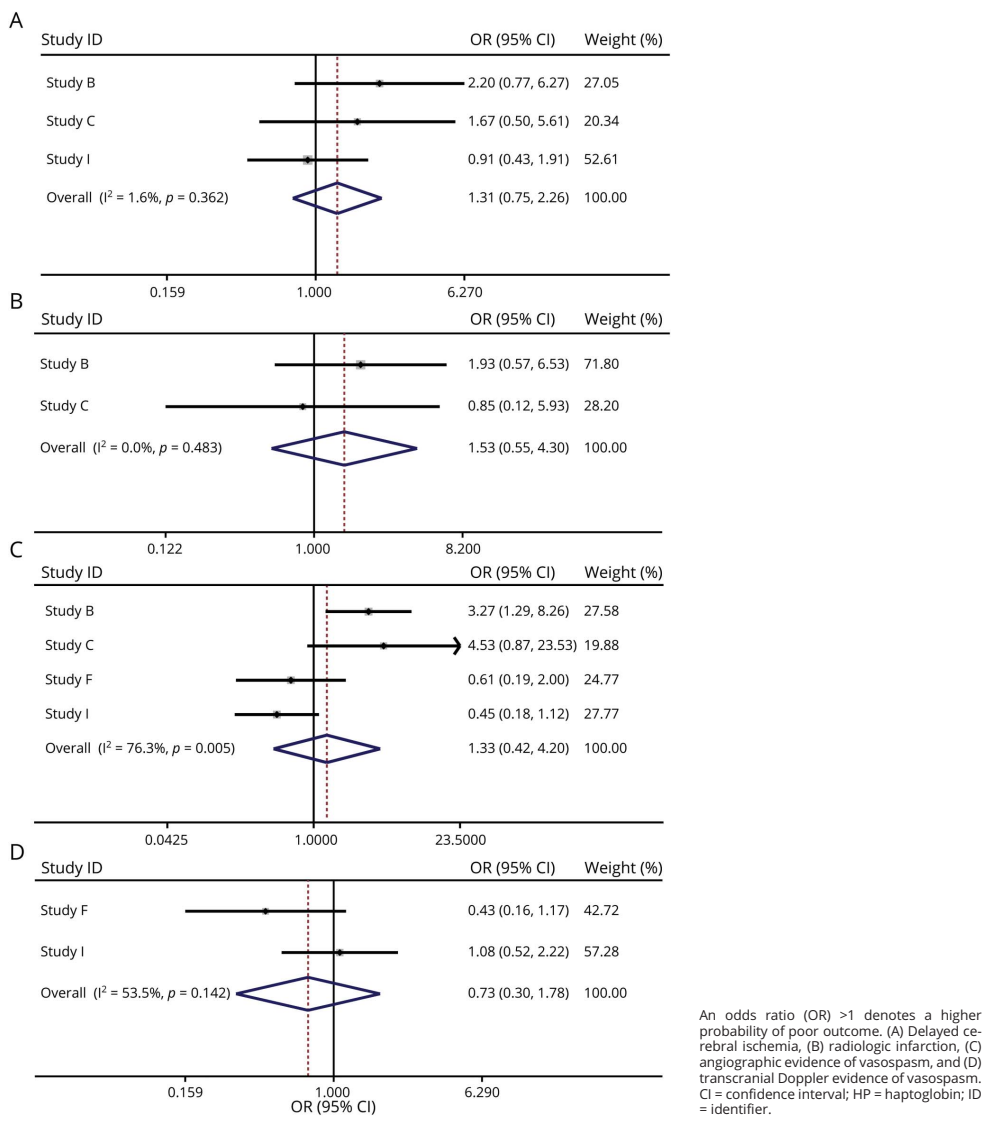 A
Study ID OR (95% CI) Weight (%)
Study B 2.20 (0.77, 6.27) 27.05
Study C 1.67 (0.50, 5.61) 20.34
Study I 0.91 (0.43, 1.91) 52.61
Overall (I² = 1.6%, p = 0.362) 1.31 (0.75, 2.26) 100.00
0.159 1.000 6.270
B
Study ID OR (95% CI) Weight (%)
Study B 1.93 (0.57, 6.53) 71.80
Study C 0.85 (0.12, 5.93) 28.20
Overall (I² = 0.0%, p = 0.483) 1.53 (0.55, 4.30) 100.00
0.122 1.000 8.200
C
Study ID OR (95% CI) Weight (%)
Study B 3.27 (1.29, 8.26) 27.58
Study C 4.53 (0.87, 23.53) 19.88
Study F 0.61 (0.19, 2.00) 24.77
Study I 0.45 (0.18, 1.12) 27.77
Overall (I² = 76.3%, p = 0.005) 1.33 (0.42, 4.20) 100.00
0.0425 1.0000 23.5000
D
Study ID OR (95% CI) Weight (%)
Study F 0.43 (0.16, 1.17) 42.72
Study I 1.08 (0.52, 2.22) 57.28
Overall (I² = 53.5%, p = 0.142) 0.73 (0.30, 1.78) 100.00
0.159 1.000 6.290
OR (95% CI)
An odds ratio (OR) >1 denotes a higher
probability of poor outcome. (A) Delayed ce-
rebral ischemia, (B) radiologic infarction, (C)
angiographic evidence of vasospasm, and (D)
transcranial Doppler evidence of vasospasm.
CI = confidence interval; HP = haptoglobin; ID
= identifier.